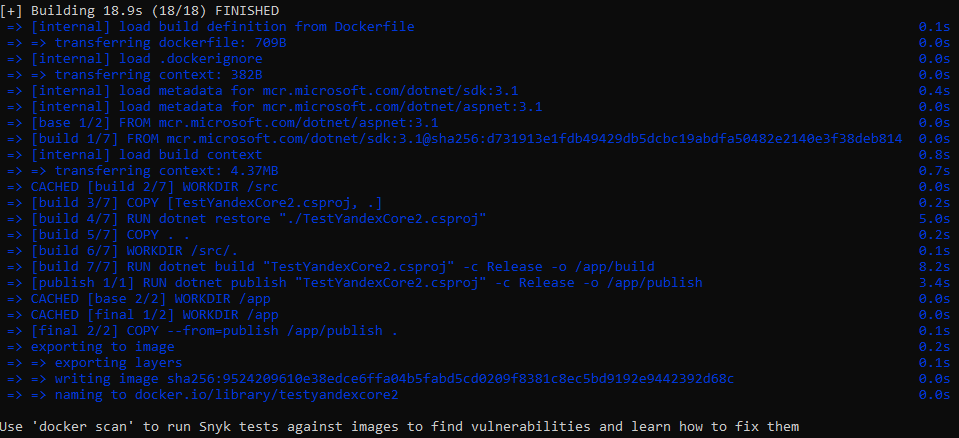 [+] Building 18.9s (18/18) FINISHED
=> [internal] load build definition from Dockerfile 0.1s
=> => transferring dockerfile: 709B 0.0s
=> [internal] load .dockerignore 0.0s
=> => transferring context: 382B 0.0s
=> [internal] load metadata for mcr.microsoft.com/dotnet/sdk:3.1 0.4s
=> [internal] load metadata for mcr.microsoft.com/dotnet/aspnet:3.1 0.0s
=> [base 1/2] FROM mcr.microsoft.com/dotnet/aspnet:3.1 0.0s
=> [build 1/7] FROM mcr.microsoft.com/dotnet/sdk:3.1@sha256:d731913e1fdb49429db5dcbc19abdfa50482e2140e3f38deb814 0.0s
=> [internal] load build context 0.8s
=> => transferring context: 4.37MB 0.7s
=> CACHED [build 2/7] WORKDIR /src 0.0s
=> [build 3/7] COPY [TestYandexCore2.csproj, .] 0.2s
=> [build 4/7] RUN dotnet restore "./TestYandexCore2.csproj" 5.0s
=> [build 5/7] COPY . . 0.2s
=> [build 6/7] WORKDIR /src/. 0.1s
=> [build 7/7] RUN dotnet build "TestYandexCore2.csproj" -c Release -o /app/build 8.2s
=> [publish 1/1] RUN dotnet publish "TestYandexCore2.csproj" -c Release -o /app/publish 3.4s
=> CACHED [base 2/2] WORKDIR /app 0.0s
=> CACHED [final 1/2] WORKDIR /app 0.0s
=> [final 2/2] COPY --from=publish /app/publish . 0.1s
=> exporting to image 0.2s
=> => exporting layers 0.1s
=> => writing image sha256:9524209610e38edce6ffa04b5fabd5cd0209f8381c8ec5bd9192e9442392d68c 0.0s
=> => naming to docker.io/library/testyandexcore2 0.0s
Use 'docker scan' to run Snyk tests against images to find vulnerabilities and learn how to fix them